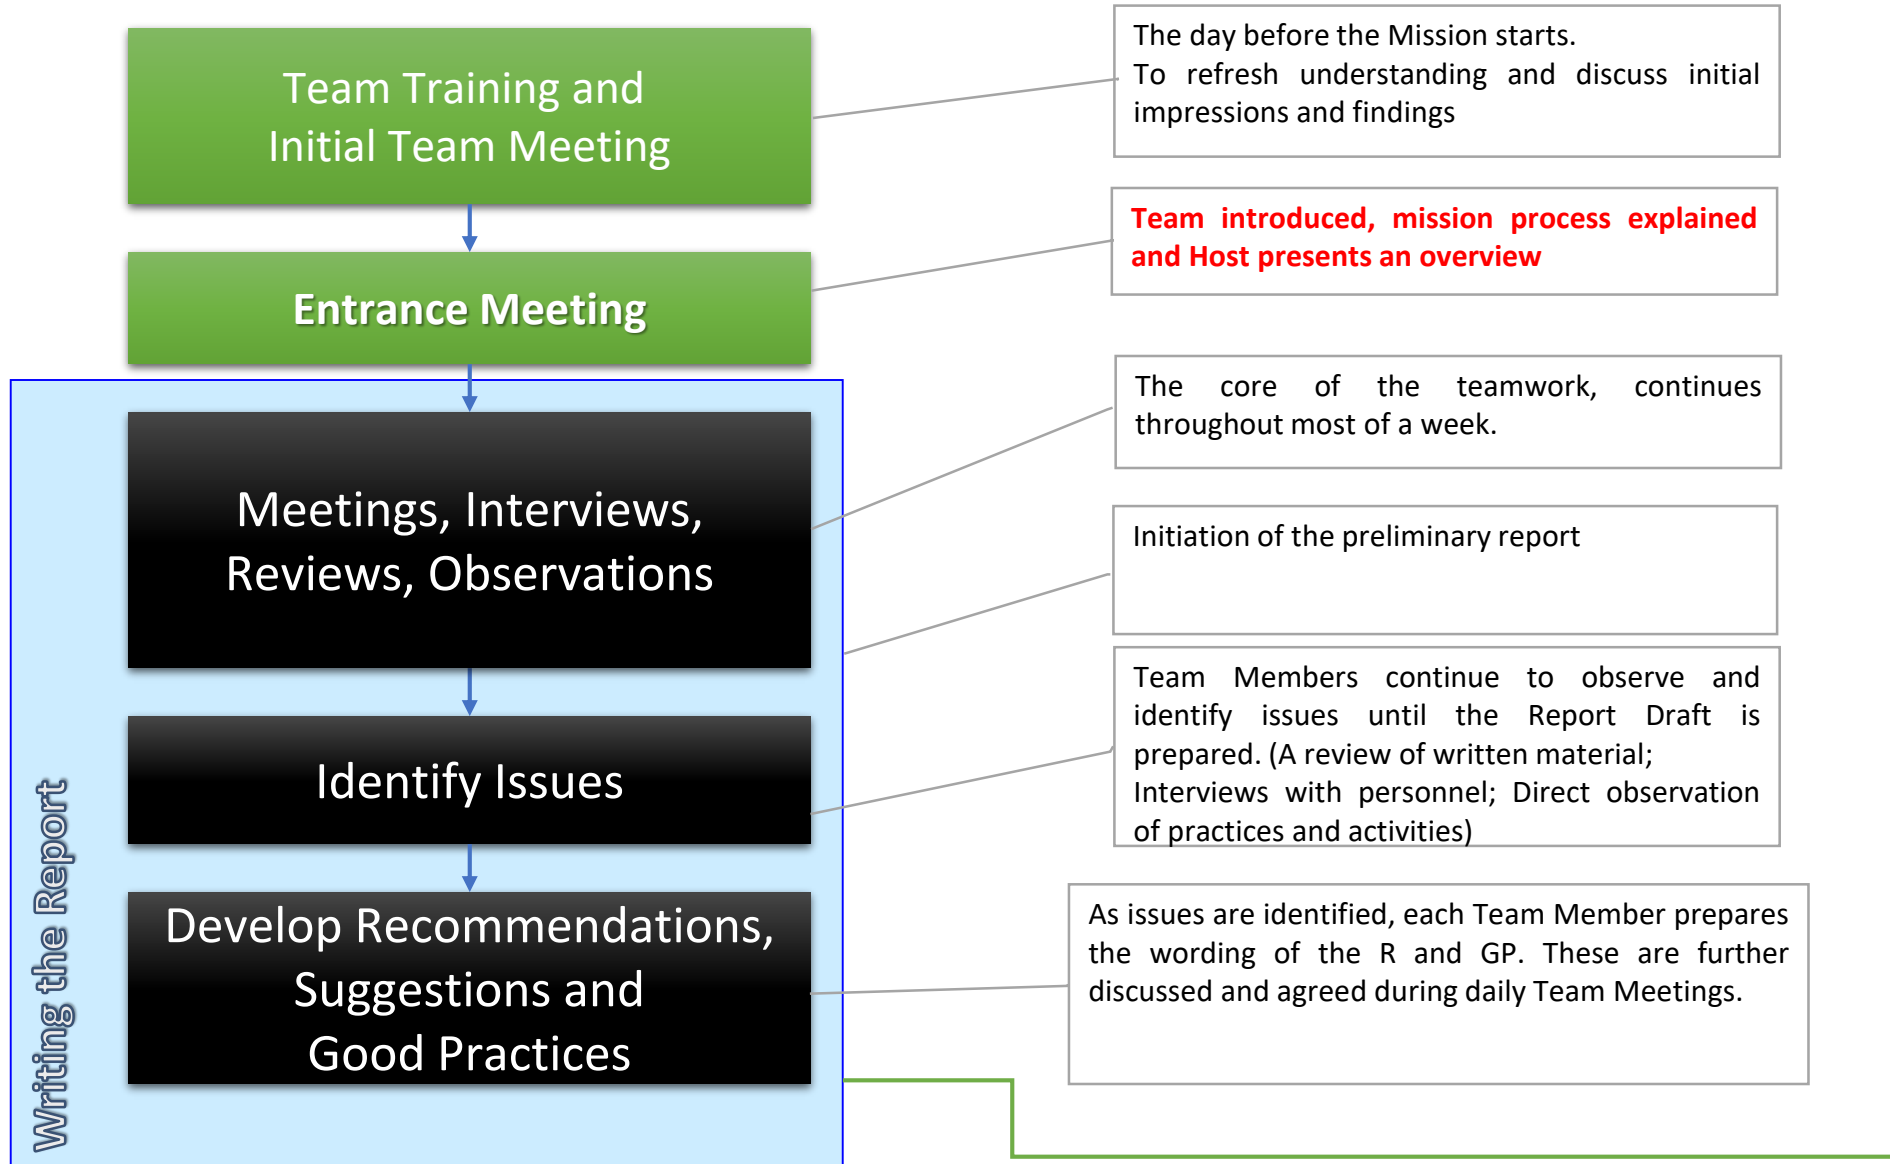 Team Training and
Initial Team Meeting
The day before the Mission starts.
To refresh understanding and discuss initial
impressions and findings
Entrance Meeting
Team introduced, mission process explained
and Host presents an overview
Meetings, Interviews,
Reviews, Observations
The core of the teamwork, continues
throughout most of a week.
Initiation of the preliminary report
Identify Issues
Team Members continue to observe and
identify issues until the Report Draft is
prepared. (A review of written material;
Interviews with personnel; Direct observation
of practices and activities)
Develop Recommendations,
Suggestions and
Good Practices
As issues are identified, each Team Member prepares
the wording of the R and GP. These are further
discussed and agreed during daily Team Meetings.
Writing the Report